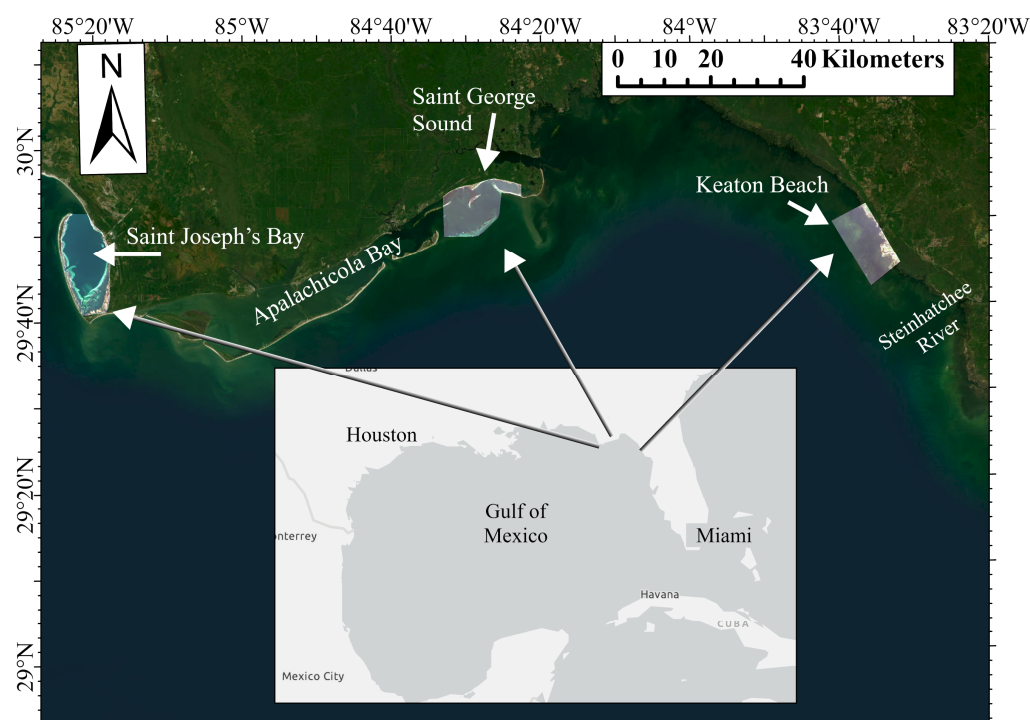 85°20'W 85°W 84°40'W 84°20'W 84°W 83°40'W 83°20'W
N
0 10 20 40 Kilometers
Saint George
Sound
30°N
Keaton Beach
Saint Joseph's Bay
Apalachicola Bay
Steinhatchee
River
29°40'N
Dallas
Houston
29°20'N
Gulf of
Mexico
nterrey
Miami
Havana
CUBA
29°N
Mexico City